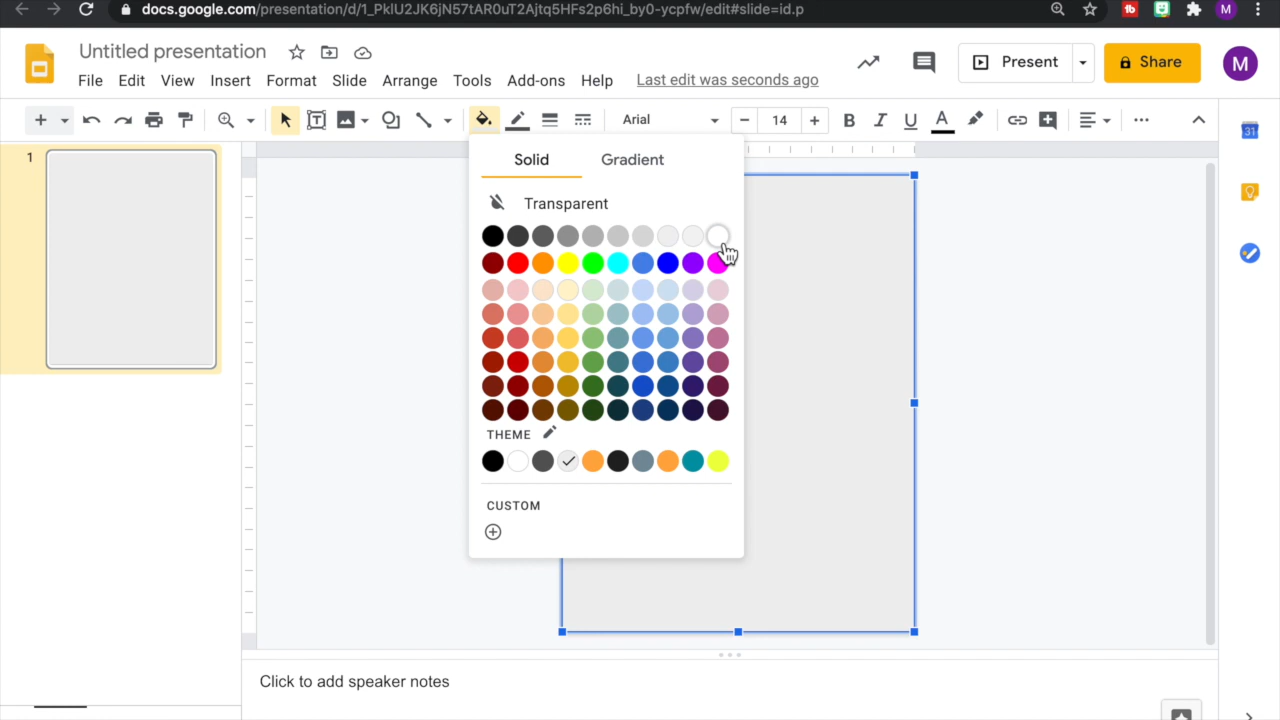 docs.google.com/presentation/d/1_PklU2JK6jN57tAR0uT2Ajtq5HFs2p6hi_by0-ycpfw/edit#slide=id.p
M
Untitled presentation
File Edit View Insert Format Slide Arrange Tools Add-ons Help Last edit was seconds ago
Present
Share
M
Arial
14
B I U A
31
1
Solid Gradient
Transparent
THEME
CUSTOM
Click to add speaker notes